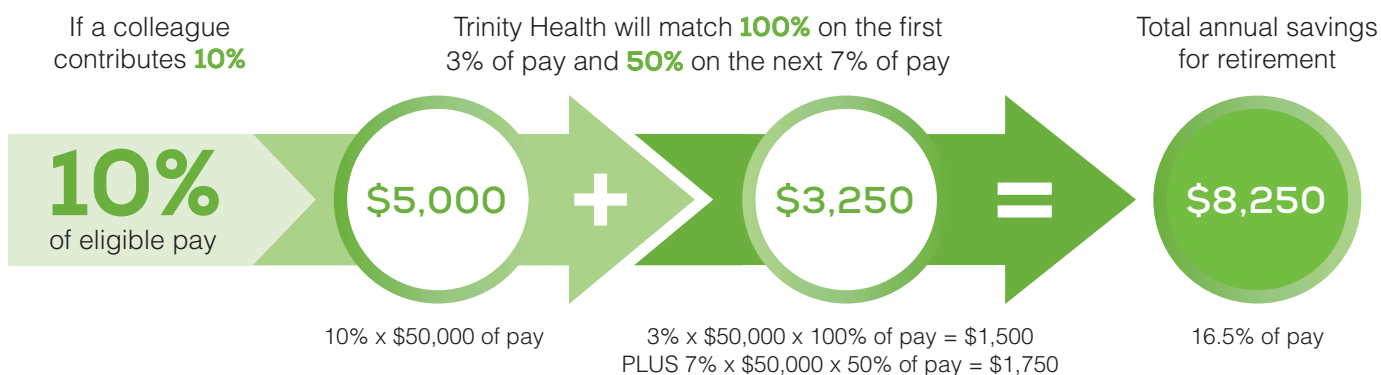 If a colleague
contributes 10%
Trinity Health will match 100% on the first
3% of pay and 50% on the next 7% of pay
Total annual savings
for retirement
10%
of eligible pay
$5,000
+
$3,250
=
$8,250
10% x $50,000 of pay
3% x $50,000 x 100% of pay = $1,500
PLUS 7% x $50,000 x 50% of pay = $1,750
16.5% of pay